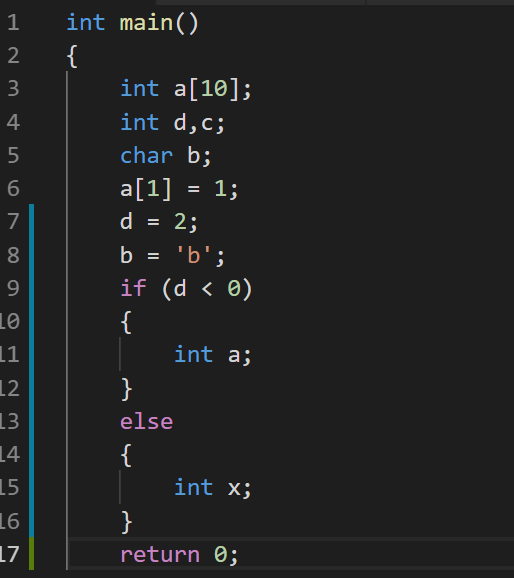 1 int main()
2 {
3 int a[10];
4 int d,c;
5 char b;
6 a[1] = 1;
7 d = 2;
8 b = 'b';
9 if (d < 0)
10 {
11 int a;
12 }
13 else
14 {
15 int x;
16 }
17 return 0;